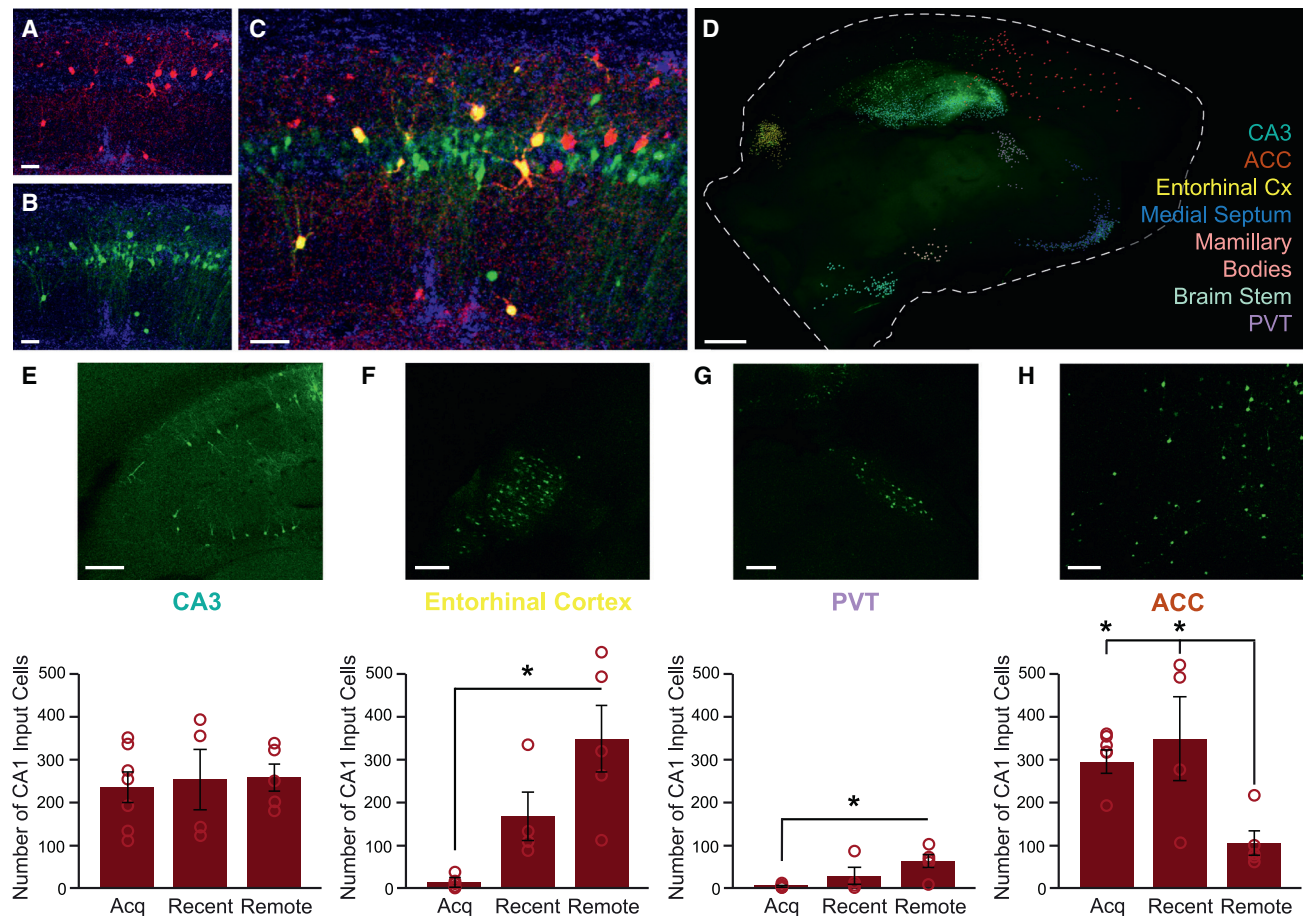 A
B
C
D
CA3
ACC
Entorhinal Cx
Medial Septum
Mamillary
Bodies
Braim Stem
PVT
E
CA3
Number of CA1 Input Cells
500
400
300
200
100
0
Acq Recent Remote
F
Entorhinal Cortex
Number of CA1 Input Cells
500
400
300
200
100
0
*
Acq Recent Remote
G
PVT
Number of CA1 Input Cells
500
400
300
200
100
0
*
Acq Recent Remote
H
ACC
Number of CA1 Input Cells
500
400
300
200
100
0
* *
Acq Recent Remote